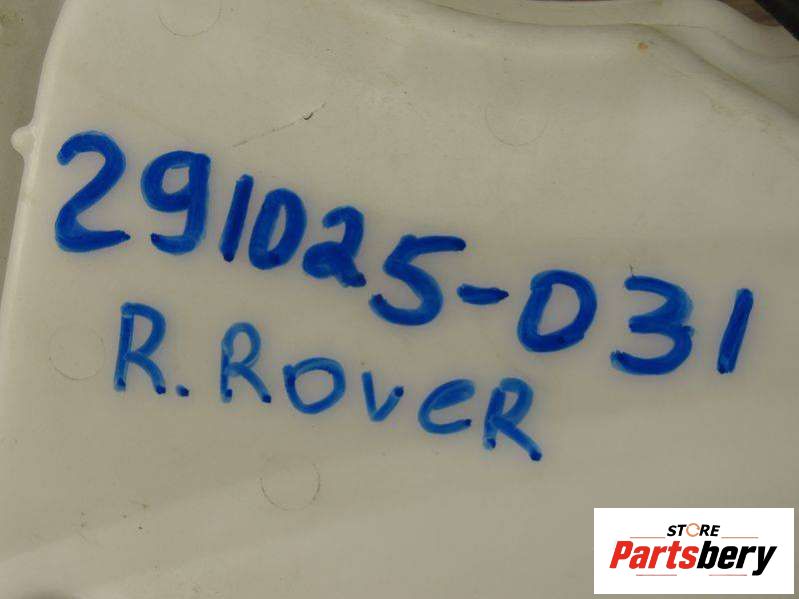 291025-031
R. ROVER
STORE
Partsbery